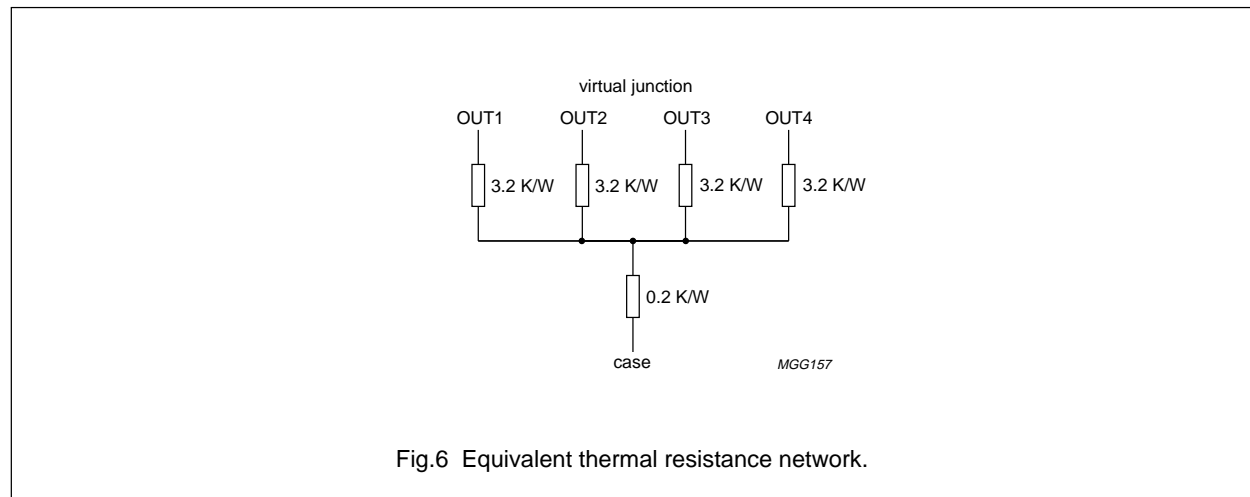 virtual junction
OUT1 OUT2 OUT3 OUT4
3.2 K/W 3.2 K/W 3.2 K/W 3.2 K/W
0.2 K/W
case
MGG157
Fig.6 Equivalent thermal resistance network.